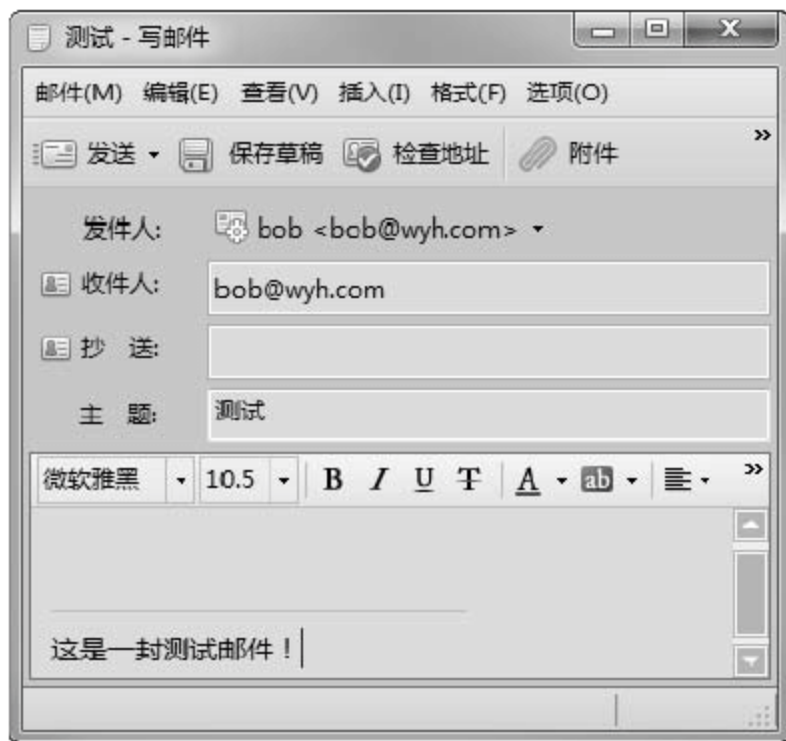 测试 - 写邮件
邮件(M) 编辑(E) 查看(V) 插入(I) 格式(F) 选项(O)
发送 保存草稿 检查地址 附件 »
发件人: bob <bob@wyh.com>
收件人: bob@wyh.com
抄 送:
主 题: 测试
微软雅黑 10.5 B I U T A ab »
这是一封测试邮件！